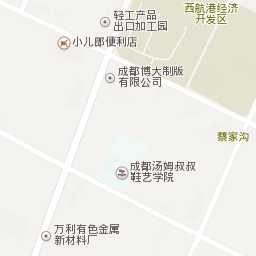 轻工产品
出口加工园
西航港经济
开发区
小儿郎便利店
成都博大制版
有限公司
蔡家沟
成都汤姆叔叔
鞋艺学院
万利有色金属
新材料厂